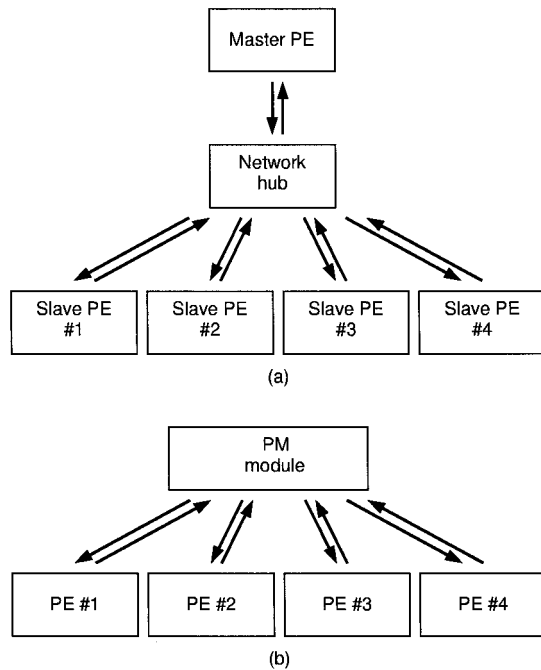 Master PE
Network
hub
Slave PE
#1
Slave PE
#2
Slave PE
#3
Slave PE
#4
(a)
PM
module
PE #1
PE #2
PE #3
PE #4
(b)